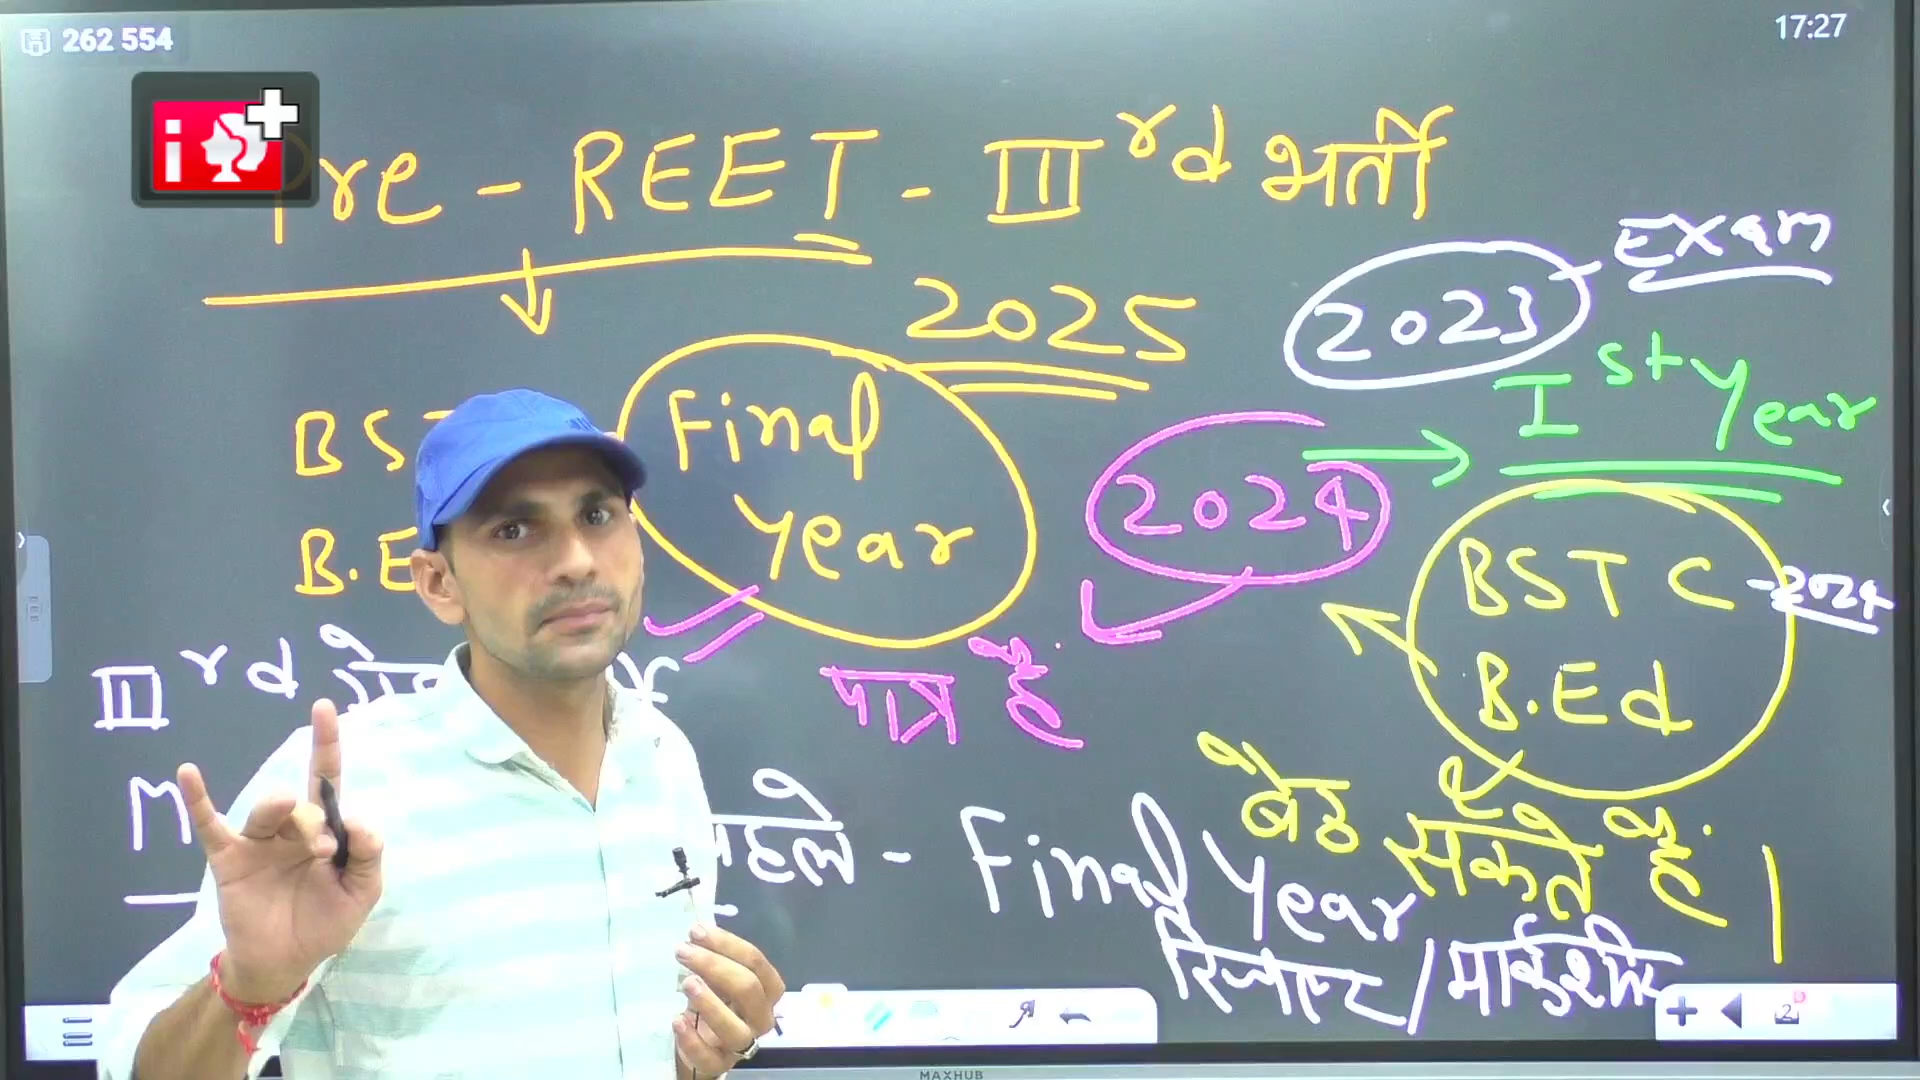 262 554
17:27
i
Pre - REET - IIIrd भर्ती
2023 Exam
2025
Ist Year
BST
Final
2024
B.E
Year
BSTC -2024
B.Ed
IIIrd
पात्र है
बैठ सकते है।
पहले - Final Year
रिजल्ट/मार्कशीट
MAXHUB